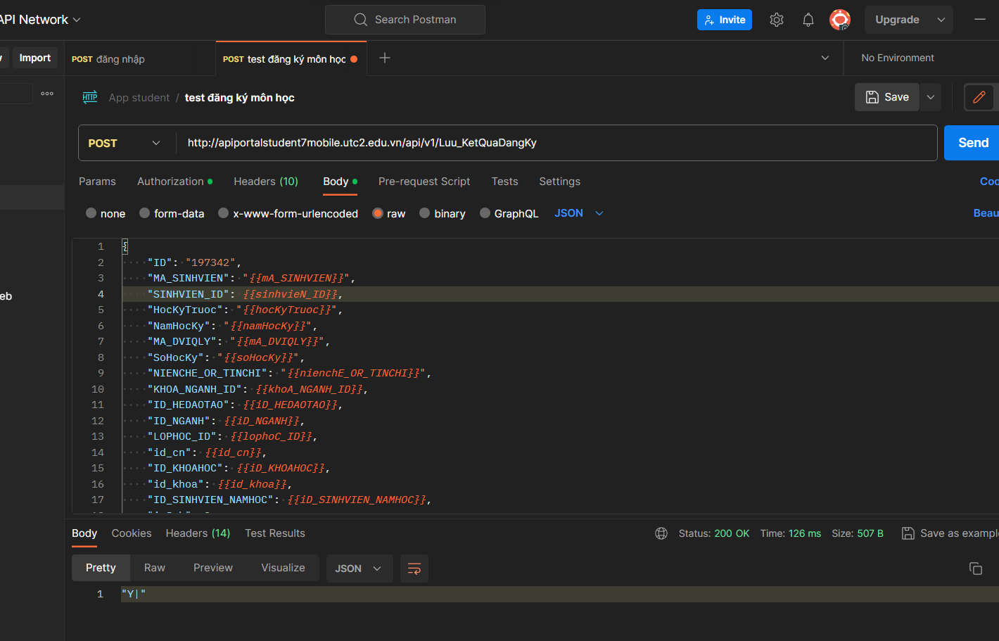 API Network
Search Postman
Invite
Upgrade
Import
POST đăng nhập
POST test đăng ký môn học
No Environment
HTTP
App student / test đăng ký môn học
Save
POST
http://apiportalstudent7mobile.utc2.edu.vn/api/v1/Luu_KetQuaDangKy
Send
Params
Authorization
Headers (10)
Body
Pre-request Script
Tests
Settings
Coo
none
form-data
x-www-form-urlencoded
raw
binary
GraphQL
JSON
Beau
eb
1 {
2 "ID": "197342",
3 "MA_SINHVIEN": "{{mA_SINHVIEN}}",
4 "SINHVIEN_ID": {{sinhvieN_ID}},
5 "HocKyTruoc": "{{hocKyTruoc}}",
6 "NamHocKy": "{{namHocKy}}",
7 "MA_DVIQLY": "{{mA_DVIQLY}}",
8 "SoHocKy": "{{soHocKy}}",
9 "NIENCHE_OR_TINCHI": "{{nienchE_OR_TINCHI}}",
10 "KHOA_NGANH_ID": {{khoA_NGANH_ID}},
11 "ID_HEDAOTAO": {{iD_HEDAOTAO}},
12 "ID_NGANH": {{iD_NGANH}},
13 "LOPHOC_ID": {{lophoC_ID}},
14 "id_cn": {{id_cn}},
15 "ID_KHOAHOC": {{iD_KHOAHOC}},
16 "id_khoa": {{id_khoa}},
17 "ID_SINHVIEN_NAMHOC": {{iD_SINHVIEN_NAMHOC}},
Body
Cookies
Headers (14)
Test Results
Status: 200 OK
Time: 126 ms
Size: 507 B
Save as exampl
Pretty
Raw
Preview
Visualize
JSON
1 "Y|"